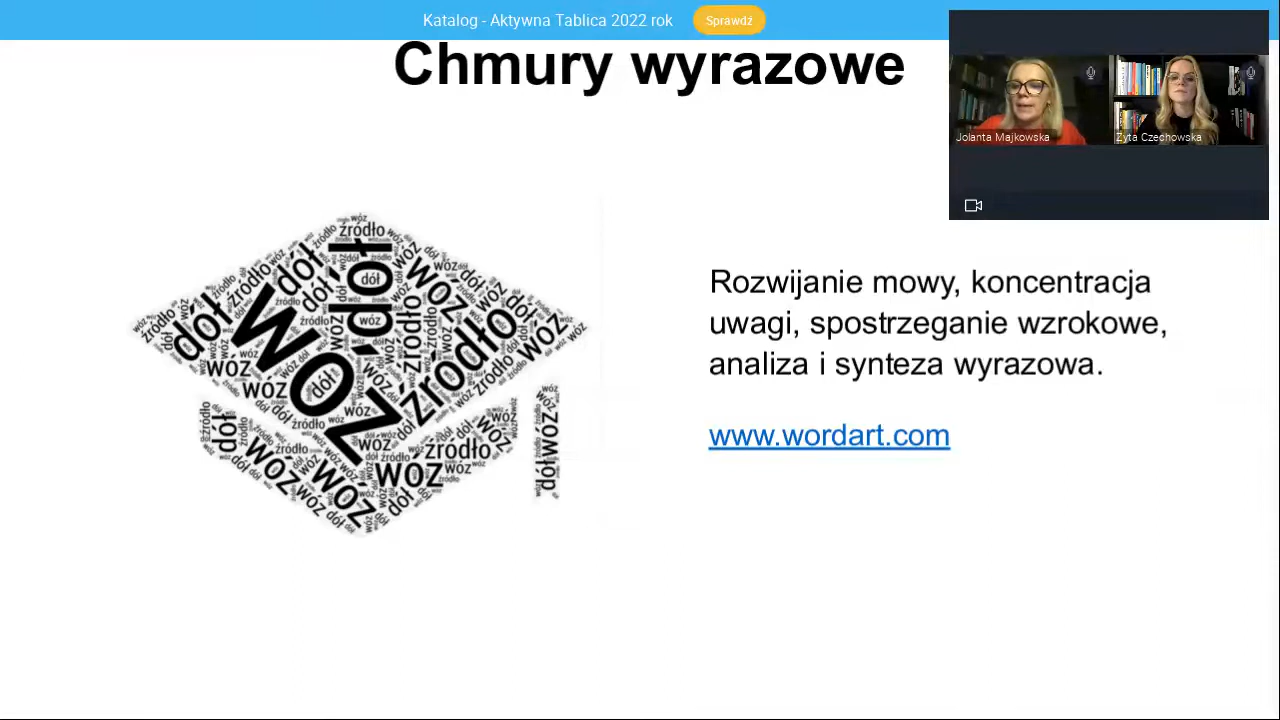 Katalog - Aktywna Tablica 2022 rok
Sprawdź
Chmury wyrazowe
Jolanta Majkowska
Zyta Czechowska
źródło
wóz
dół
Rozwijanie mowy, koncentracja
uwagi, spostrzeganie wzrokowe,
analiza i synteza wyrazowa.
www.wordart.com